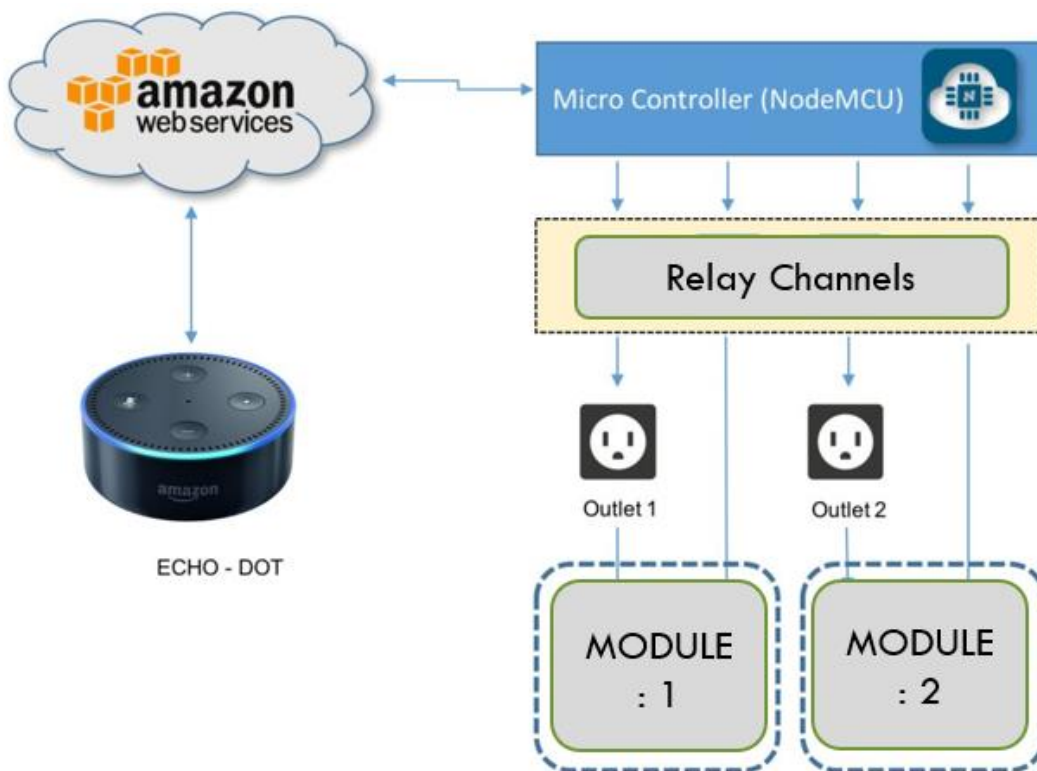 amazon
web services
Micro Controller (NodeMCU)
N
Relay Channels
Outlet 1
Outlet 2
amazon
ECHO - DOT
MODULE
: 1
MODULE
: 2